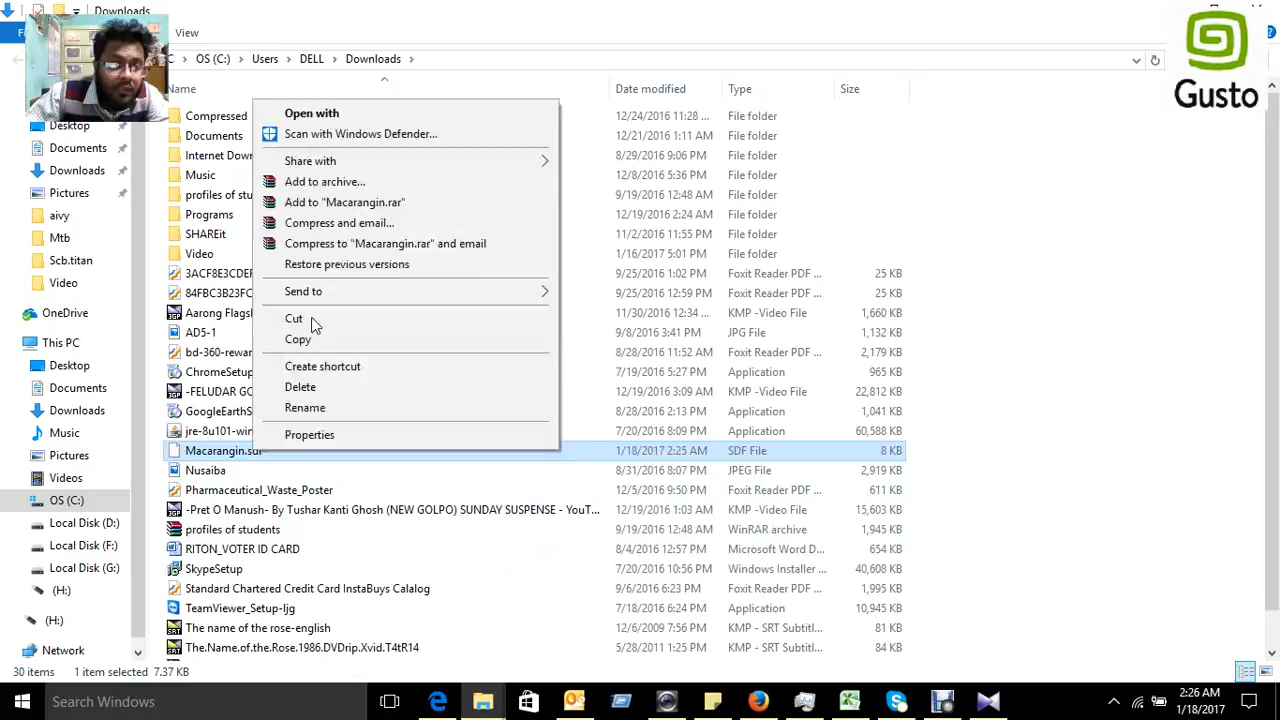 Downloads
View
OS (C:) > Users > DELL > Downloads >
Name Date modified Type Size
Desktop
Documents
Downloads
Pictures
aivy
Mtb
Scb.titan
Video
OneDrive
This PC
Desktop
Documents
Downloads
Music
Pictures
Videos
OS (C:)
Local Disk (D:)
Local Disk (F:)
Local Disk (G:)
(H:)
(H:)
Network
Compressed 12/24/2016 11:28 ... File folder
Documents 12/21/2016 1:11 AM File folder
Internet Down 8/29/2016 9:06 PM File folder
Music 12/8/2016 5:36 PM File folder
profiles of stu 9/19/2016 12:48 AM File folder
Programs 12/19/2016 2:24 AM File folder
SHAREit 11/2/2016 11:55 PM File folder
Video 1/16/2017 5:01 PM File folder
3ACF8E3CDEF 9/25/2016 1:02 PM Foxit Reader PDF ... 25 KB
84FBC3B23FC 9/25/2016 12:59 PM Foxit Reader PDF ... 25 KB
Aarong Flags 11/30/2016 12:34 ... KMP -Video File 1,660 KB
AD5-1 9/8/2016 3:41 PM JPG File 1,132 KB
bd-360-rewar 8/28/2016 11:52 AM Foxit Reader PDF ... 2,179 KB
ChromeSetup 7/19/2016 5:27 PM Application 965 KB
-FELUDAR GO 12/19/2016 3:09 AM KMP -Video File 22,812 KB
GoogleEarthS 8/28/2016 2:13 PM Application 1,041 KB
jre-8u101-win 7/20/2016 8:09 PM Application 60,588 KB
Macarangin.sdf 1/18/2017 2:25 AM SDF File 8 KB
Nusaiba 8/31/2016 8:07 PM JPEG File 2,919 KB
Pharmaceutical_Waste_Poster 12/5/2016 9:50 PM Foxit Reader PDF ... 611 KB
-Pret O Manush- By Tushar Kanti Ghosh (NEW GOLPO) SUNDAY SUSPENSE - YouT... 12/19/2016 1:03 AM KMP -Video File 15,603 KB
profiles of students 9/19/2016 12:48 AM WinRAR archive 1,945 KB
RITON_VOTER ID CARD 8/4/2016 12:57 PM Microsoft Word D... 654 KB
SkypeSetup 7/20/2016 10:56 PM Windows Installer ... 40,608 KB
Standard Chartered Credit Card InstaBuys Calalog 9/6/2016 6:23 PM Foxit Reader PDF ... 1,995 KB
TeamViewer_Setup-ljg 7/18/2016 6:24 PM Application 10,945 KB
The name of the rose-english 12/6/2009 7:56 PM KMP - SRT Subtitl... 81 KB
The.Name.of.the.Rose.1986.DVDrip.Xvid.T4tR14 5/28/2011 1:25 PM KMP - SRT Subtitl... 84 KB
Open with
Scan with Windows Defender...
Share with
Add to archive...
Add to "Macarangin.rar"
Compress and email...
Compress to "Macarangin.rar" and email
Restore previous versions
Send to
Cut
Copy
Create shortcut
Delete
Rename
Properties
Gusto
30 items 1 item selected 7.37 KB
Search Windows
2:26 AM
1/18/2017